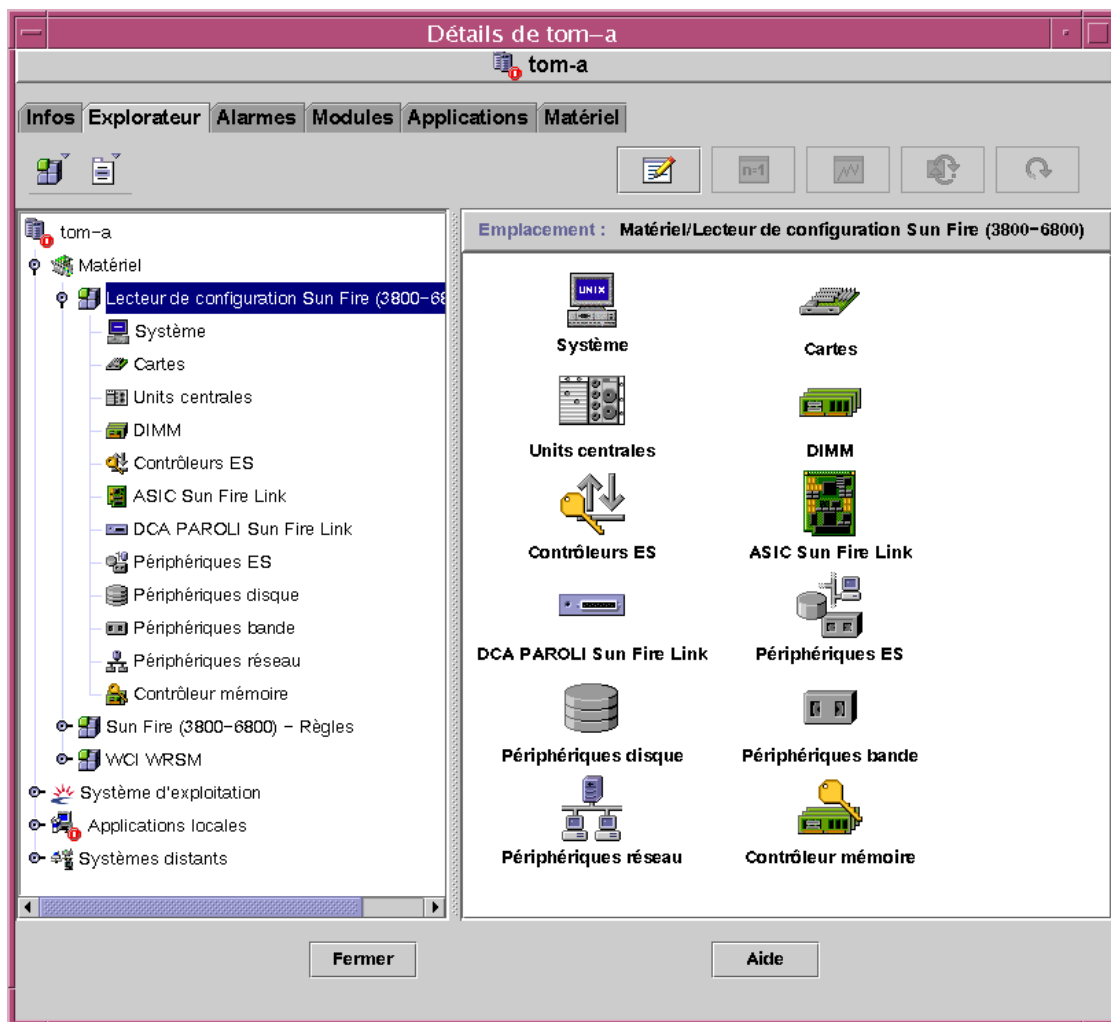 Détails de tom-a
tom-a
Infos Explorateur Alarmes Modules Applications Matériel
n=1
tom-a
Matériel
Lecteur de configuration Sun Fire (3800-68
Système
Cartes
Units centrales
DIMM
Contrôleurs ES
ASIC Sun Fire Link
DCA PAROLI Sun Fire Link
Périphériques ES
Périphériques disque
Périphériques bande
Périphériques réseau
Contrôleur mémoire
Sun Fire (3800-6800) - Règles
WCI WRSM
Système d'exploitation
Applications locales
Systèmes distants
Emplacement : Matériel/Lecteur de configuration Sun Fire (3800-6800)
UNIX
Système
Cartes
Units centrales
DIMM
Contrôleurs ES
ASIC Sun Fire Link
DCA PAROLI Sun Fire Link
Périphériques ES
Périphériques disque
Périphériques bande
Périphériques réseau
Contrôleur mémoire
Fermer
Aide